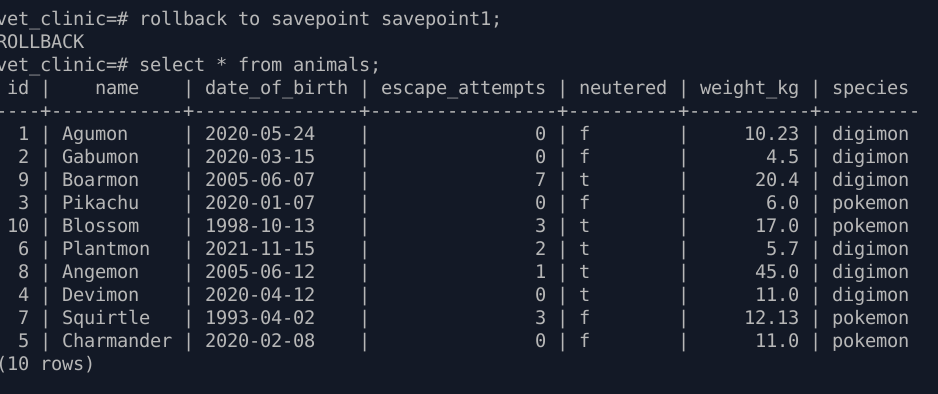 vet_clinic=# rollback to savepoint savepoint1;
ROLLBACK
vet_clinic=# select * from animals;
 id |    name    | date_of_birth | escape_attempts | neutered | weight_kg | species
----+------------+---------------+-----------------+----------+-----------+---------
  1 | Agumon     | 2020-05-24    |               0 | f        |     10.23 | digimon
  2 | Gabumon    | 2020-03-15    |               0 | f        |       4.5 | digimon
  9 | Boarmon    | 2005-06-07    |               7 | t        |      20.4 | digimon
  3 | Pikachu    | 2020-01-07    |               0 | f        |       6.0 | pokemon
 10 | Blossom    | 1998-10-13    |               3 | t        |      17.0 | pokemon
  6 | Plantmon   | 2021-11-15    |               2 | t        |       5.7 | digimon
  8 | Angemon    | 2005-06-12    |               1 | t        |      45.0 | digimon
  4 | Devimon    | 2020-04-12    |               0 | t        |      11.0 | digimon
  7 | Squirtle   | 1993-04-02    |               3 | f        |     12.13 | pokemon
  5 | Charmander | 2020-02-08    |               0 | f        |      11.0 | pokemon
(10 rows)